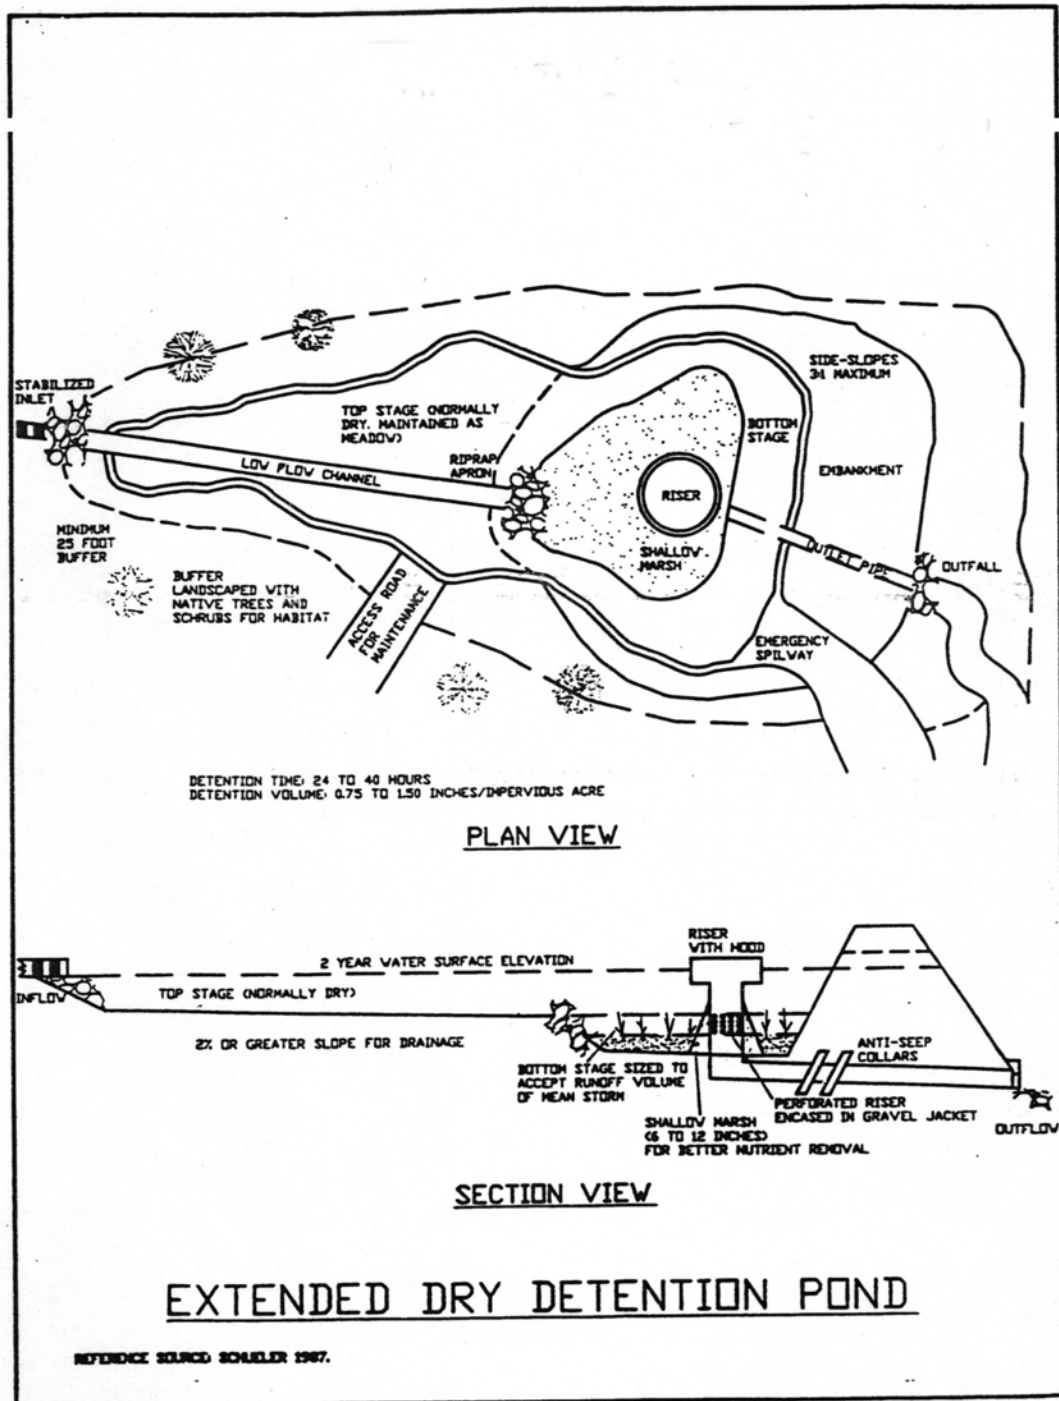 STABILIZED
INLET
TOP STAGE (NORMALLY
DRY. MAINTAINED AS
MEADOW)
LOW FLOW CHANNEL
RIPRAP
APRON
SIDE-SLOPES
3:1 MAXIMUM
BOTTOM
STAGE
EMBANKMENT
RISER
SHALLOW
MARSH
OUTLET PIPE
OUTFALL
MINIMUM
25 FOOT
BUFFER
BUFFER
LANDSCAPED WITH
NATIVE TREES AND
SCHRUBS FOR HABITAT
ACCESS ROAD
FOR
MAINTENANCE
EMERGENCY
SPILWAY
DETENTION TIME: 24 TO 40 HOURS
DETENTION VOLUME: 0.75 TO 1.50 INCHES/IMPERVIOUS ACRE
PLAN VIEW
RISER
WITH HOOD
2 YEAR WATER SURFACE ELEVATION
INFLOW
TOP STAGE (NORMALLY DRY)
2% OR GREATER SLOPE FOR DRAINAGE
ANTI-SEEP
COLLARS
BOTTOM STAGE SIZED TO
ACCEPT RUNOFF VOLUME
OF MEAN STORM
PERFORATED RISER
ENCASED IN GRAVEL JACKET
SHALLOW MARSH
(6 TO 12 INCHES)
FOR BETTER NUTRIENT REMOVAL
OUTFLOW
SECTION VIEW
EXTENDED DRY DETENTION POND
REFERENCE SOURCE: SCHUELER 1987.